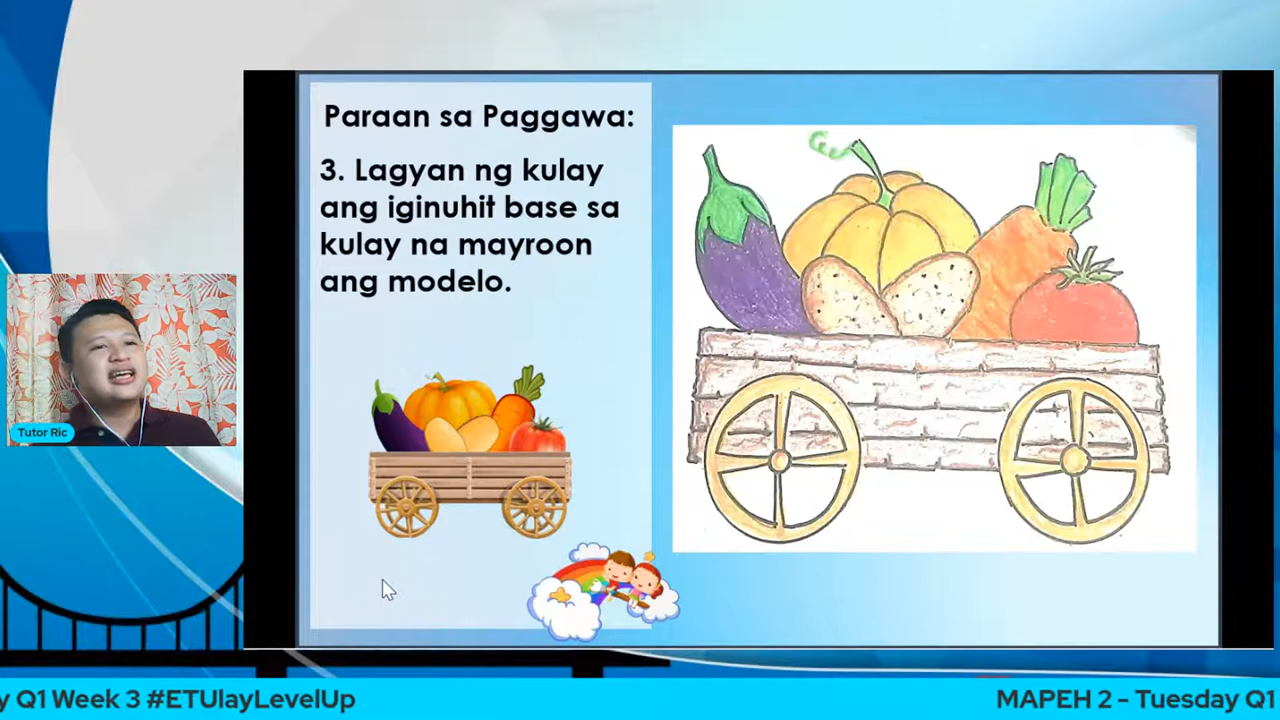 Paraan sa Paggawa:
3. Lagyan ng kulay
ang iginuhit base sa
kulay na mayroon
ang modelo.
Tutor Ric
y Q1 Week 3 #ETUlayLevelUp
MAPEH 2 - Tuesday Q1